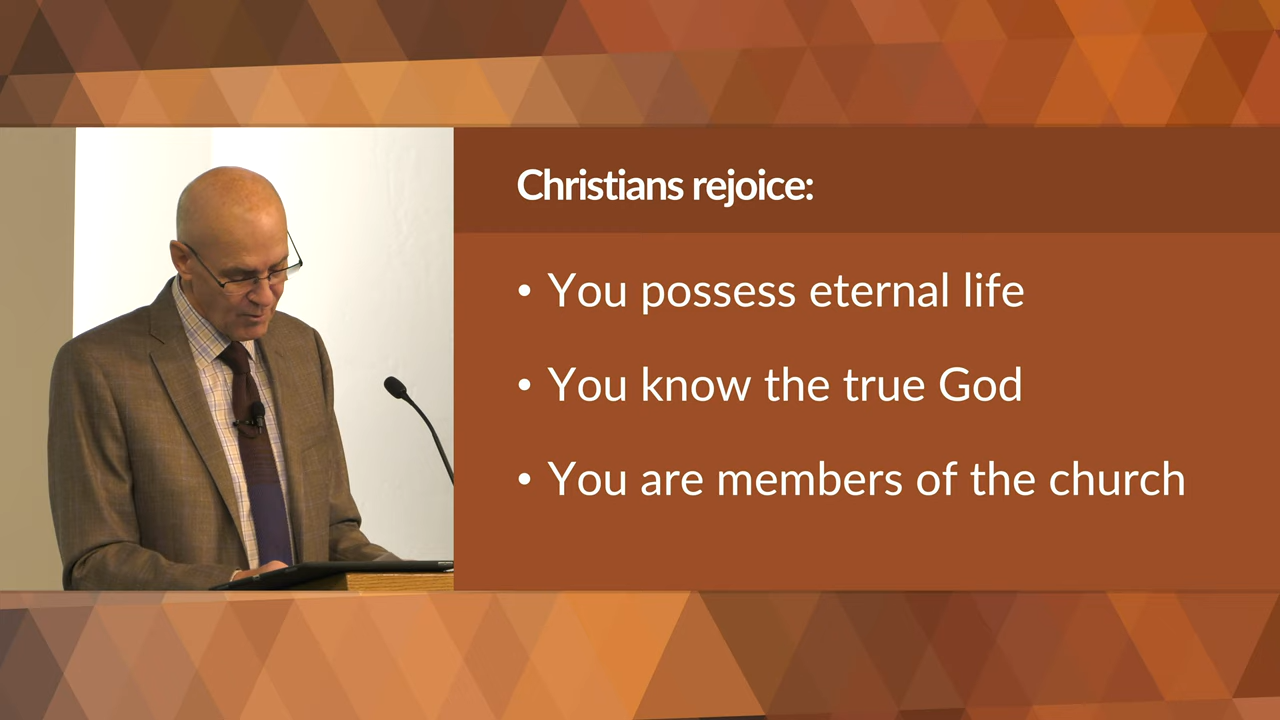 Christians rejoice:
• You possess eternal life
• You know the true God
• You are members of the church